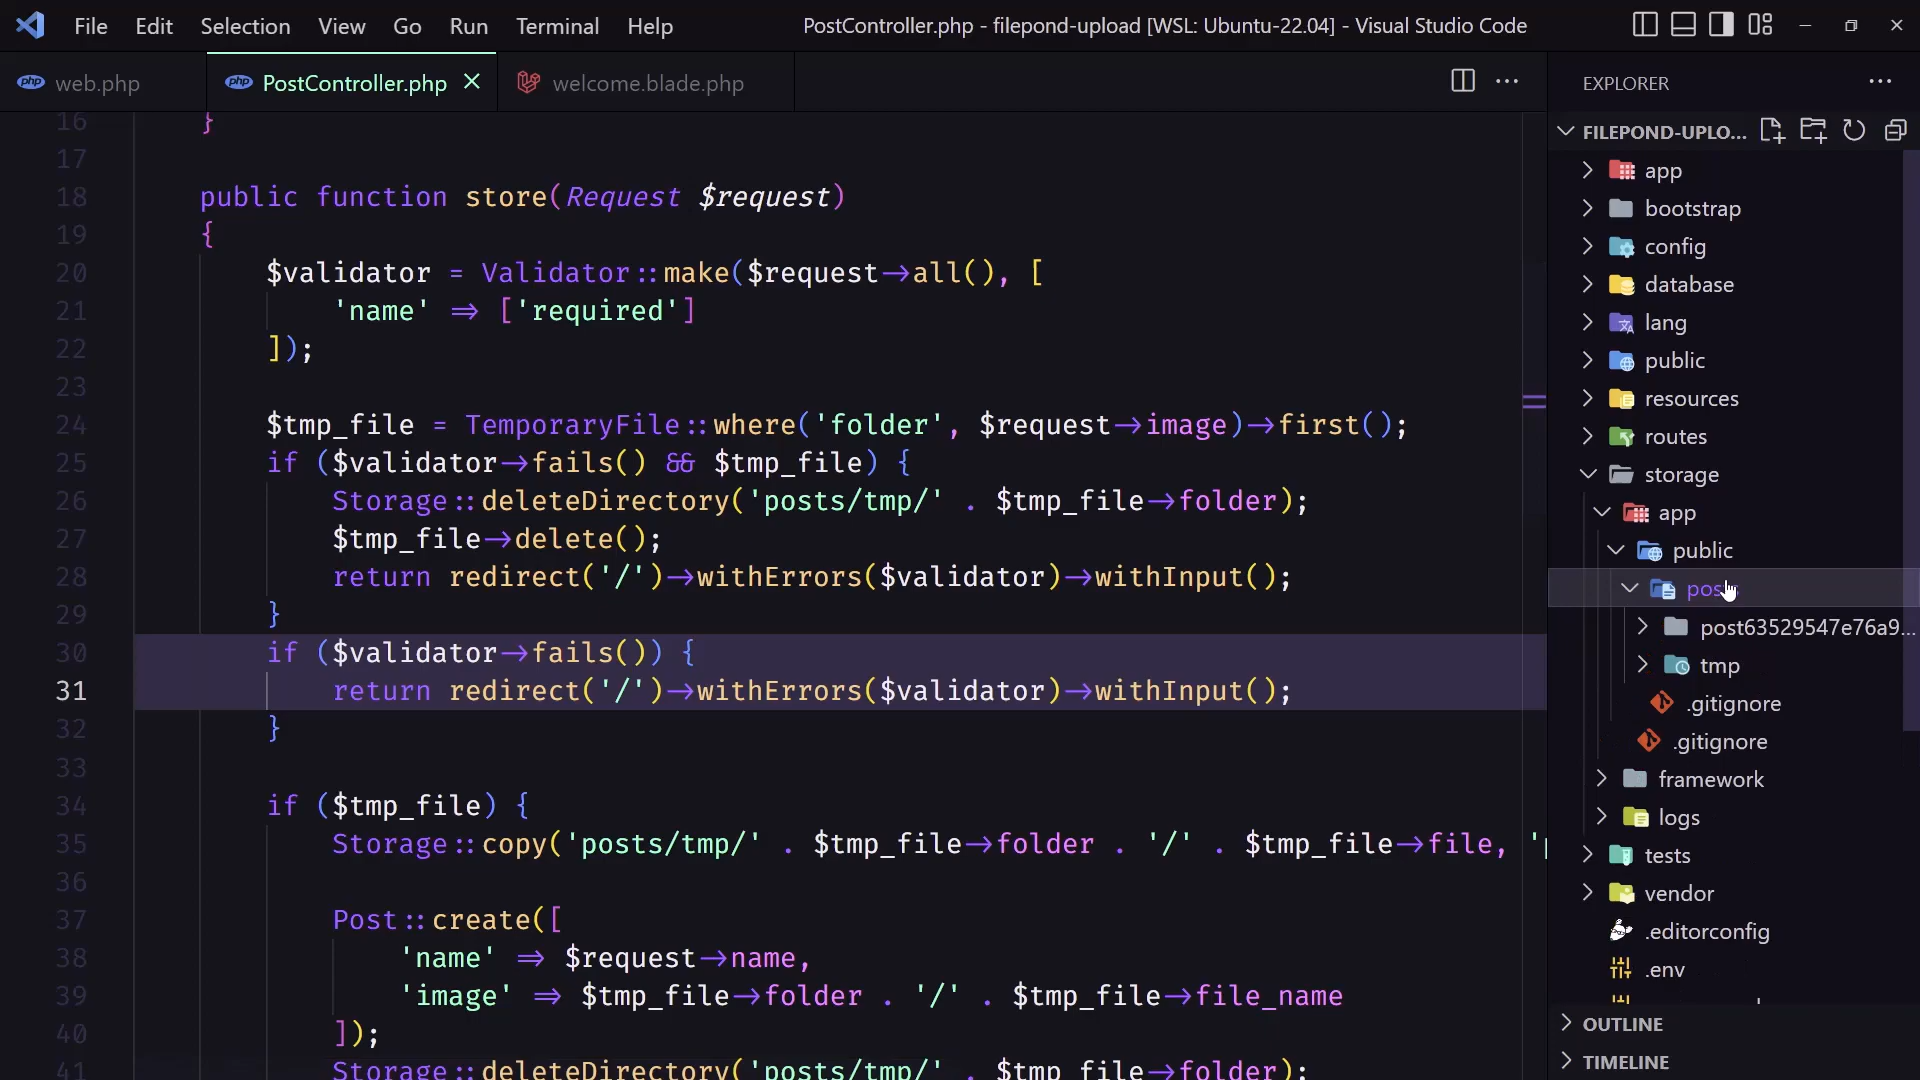 File Edit Selection View Go Run Terminal Help
PostController.php - filepond-upload [WSL: Ubuntu-22.04] - Visual Studio Code
php web.php
php PostController.php
welcome.blade.php
16 }
17
18 public function store(Request $request)
19 {
20 $validator = Validator::make($request->all(), [
21 'name' => ['required']
22 ]);
23
24 $tmp_file = TemporaryFile::where('folder', $request->image)->first();
25 if ($validator->fails() && $tmp_file) {
26 Storage::deleteDirectory('posts/tmp/' . $tmp_file->folder);
27 $tmp_file->delete();
28 return redirect('/')->withErrors($validator)->withInput();
29 }
30 if ($validator->fails()) {
31 return redirect('/')->withErrors($validator)->withInput();
32 }
33
34 if ($tmp_file) {
35 Storage::copy('posts/tmp/' . $tmp_file->folder . '/' . $tmp_file->file, '
36
37 Post::create([
38 'name' => $request->name,
39 'image' => $tmp_file->folder . '/' . $tmp_file->file_name
40 ]);
41 Storage::deleteDirectory('posts/tmp/' . $tmp_file->folder);
EXPLORER
FILEPOND-UPLO...
app
bootstrap
config
database
lang
public
resources
routes
storage
app
public
post63529547e76a9...
tmp
.gitignore
.gitignore
framework
logs
tests
vendor
.editorconfig
.env
OUTLINE
TIMELINE